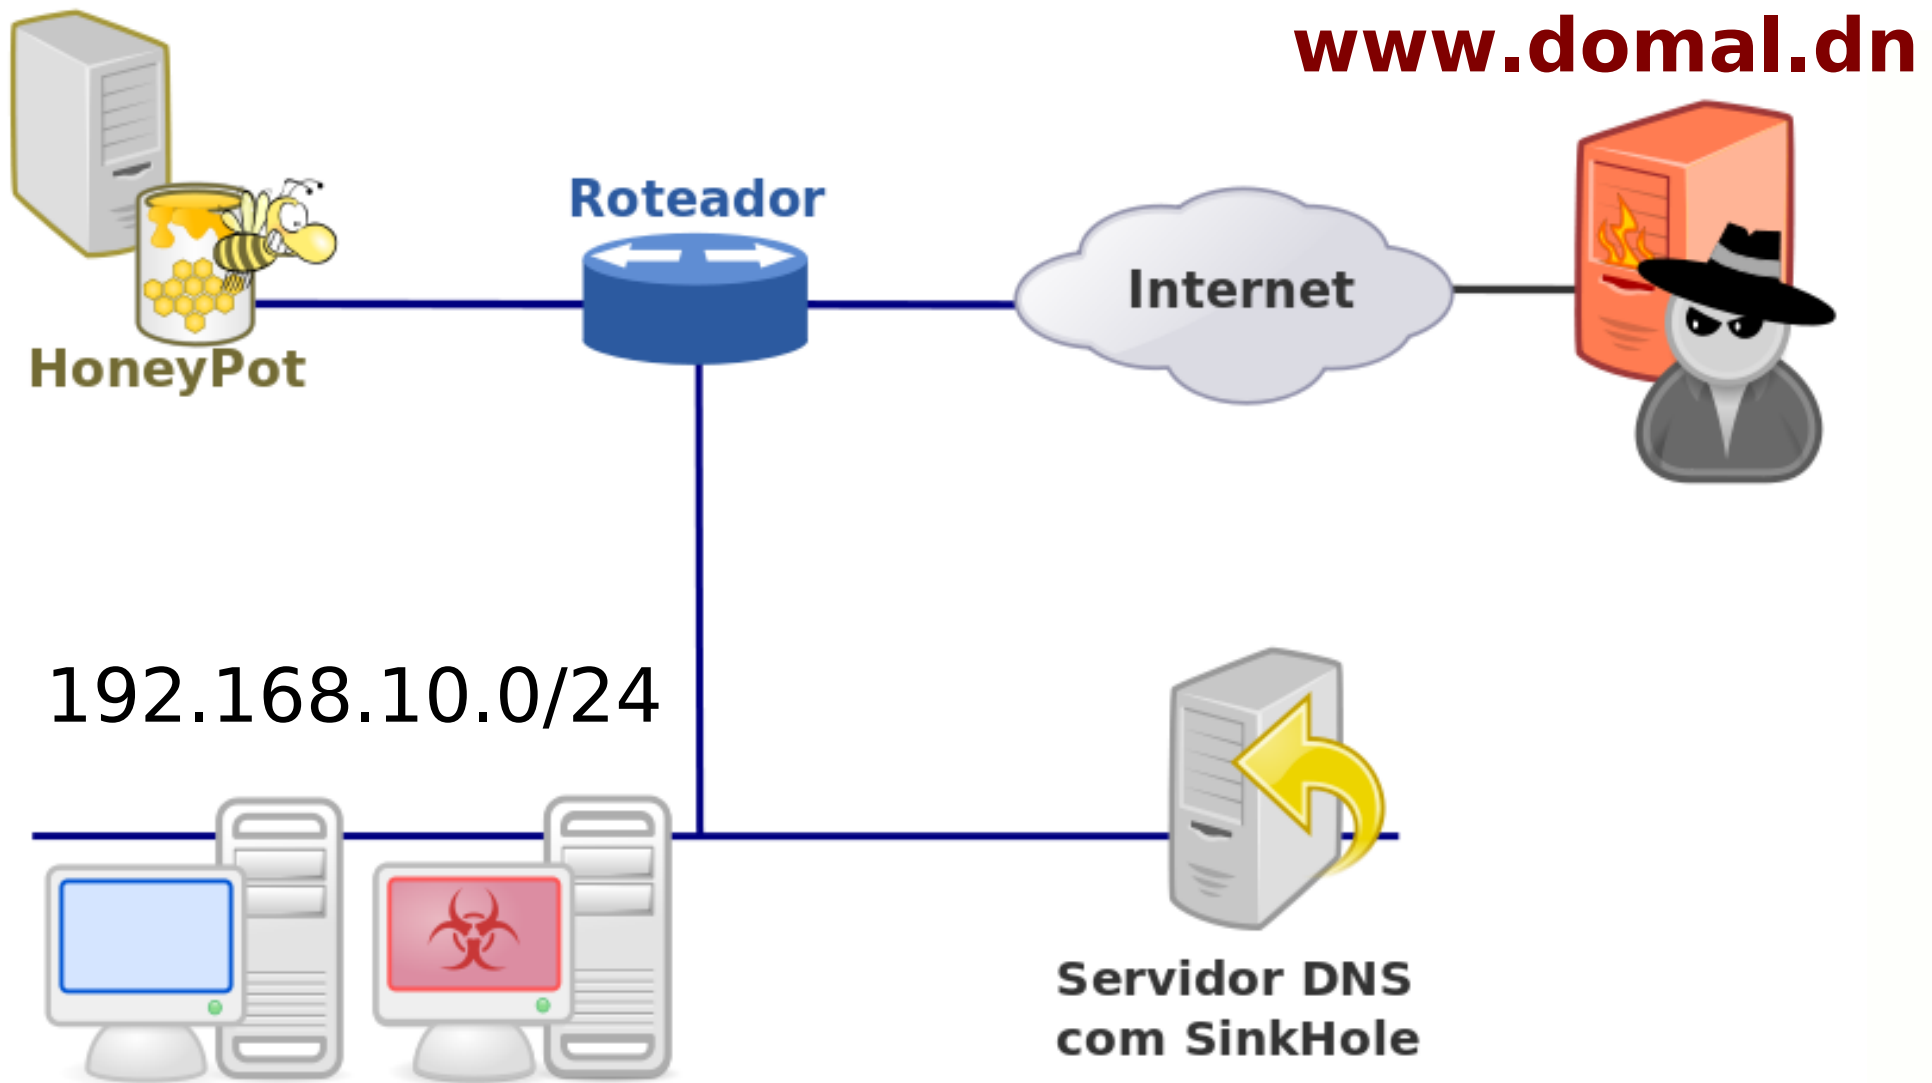 www.domal.dn
Roteador
Internet
HoneyPot
192.168.10.0/24
Servidor DNS
com SinkHole